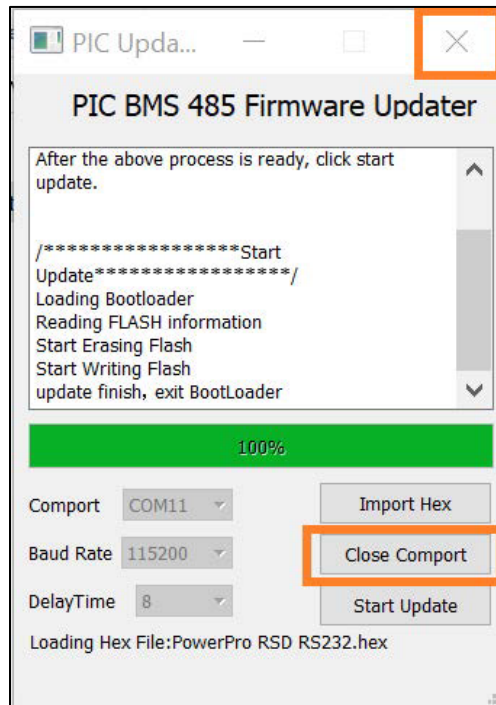 PIC Upda...
PIC BMS 485 Firmware Updater
After the above process is ready, click start
update.
/*****************Start
Update*****************/
Loading Bootloader
Reading FLASH information
Start Erasing Flash
Start Writing Flash
update finish, exit BootLoader
100%
Comport COM11
Import Hex
Baud Rate 115200
Close Comport
DelayTime 8
Start Update
Loading Hex File:PowerPro RSD RS232.hex